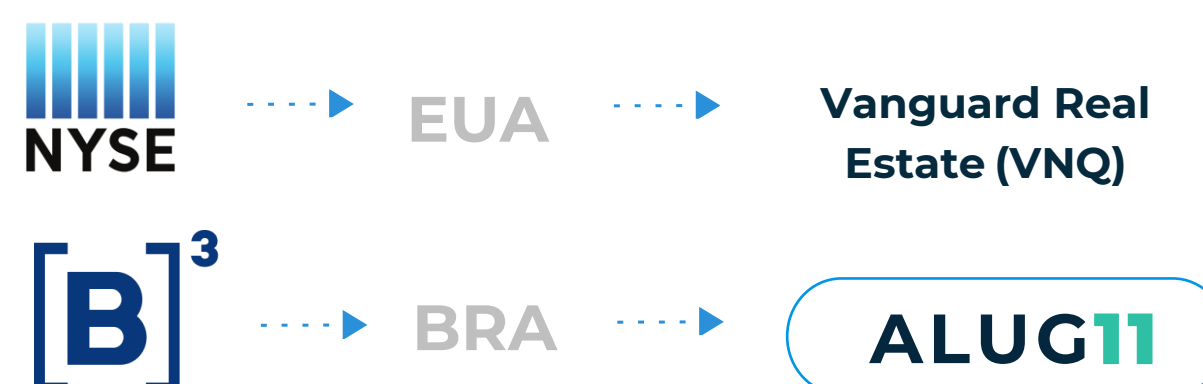 NYSE
EUA
Vanguard Real
Estate (VNQ)
[B]³
BRA
ALUG11